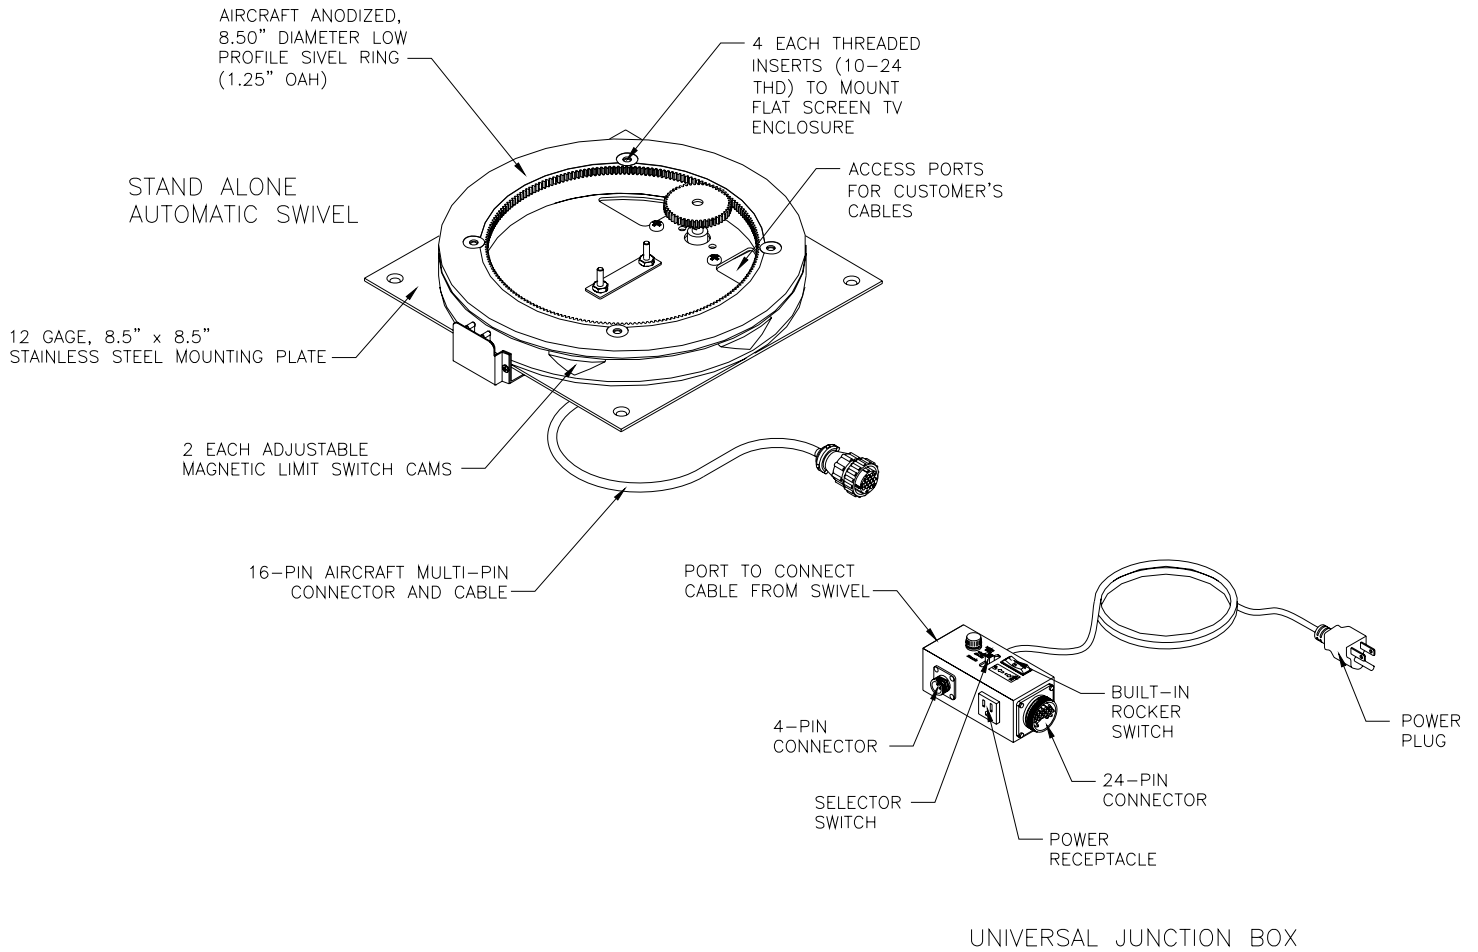 AIRCRAFT ANODIZED,
8.50” DIAMETER LOW
PROFILE SIVEL RING
(1.25” OAH)
4 EACH THREADED
INSERTS (10–24
THD) TO MOUNT
FLAT SCREEN TV
ENCLOSURE
ACCESS PORTS
FOR CUSTOMER'S
CABLES
STAND ALONE
AUTOMATIC SWIVEL
12 GAGE, 8.5” x 8.5”
STAINLESS STEEL MOUNTING PLATE
2 EACH ADJUSTABLE
MAGNETIC LIMIT SWITCH CAMS
16–PIN AIRCRAFT MULTI–PIN
CONNECTOR AND CABLE
PORT TO CONNECT
CABLE FROM SWIVEL
BUILT–IN
ROCKER
SWITCH
POWER
PLUG
4–PIN
CONNECTOR
24–PIN
CONNECTOR
SELECTOR
SWITCH
POWER
RECEPTACLE
UNIVERSAL JUNCTION BOX